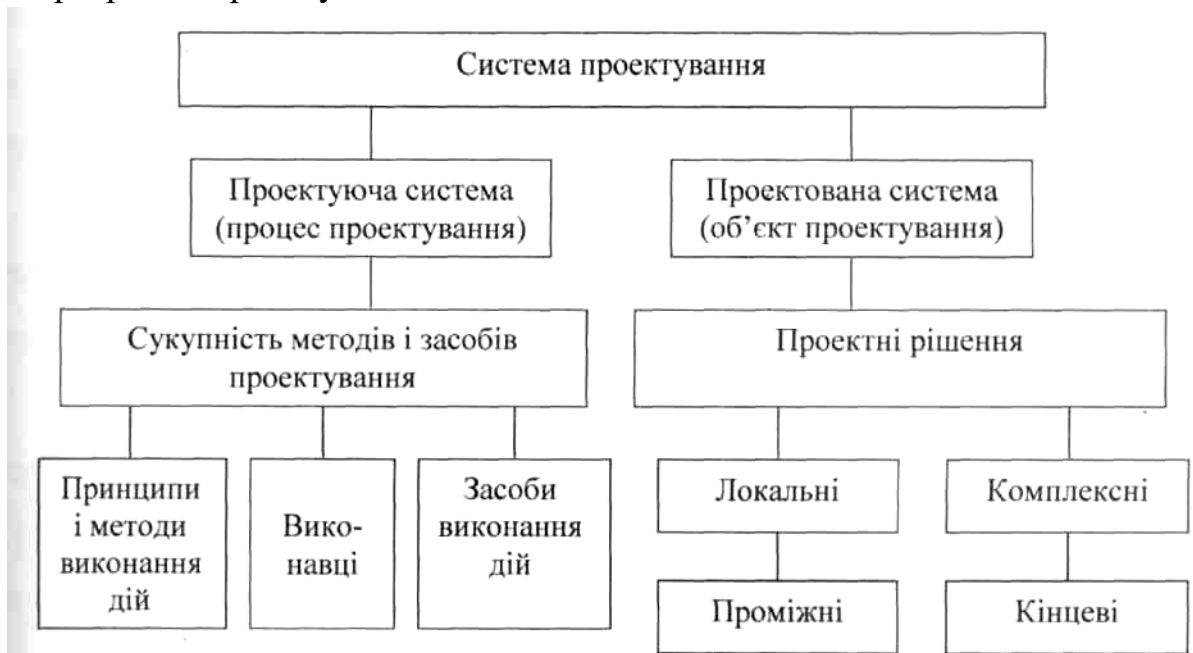 Система проектування
Проектуюча система
(процес проектування)
Проектована система
(об’єкт проектування)
Сукупність методів і засобів
проектування
Проектні рішення
Принципи
і методи
виконання
дій
Вико-
навці
Засоби
виконання
дій
Локальні
Комплексні
Проміжні
Кінцеві